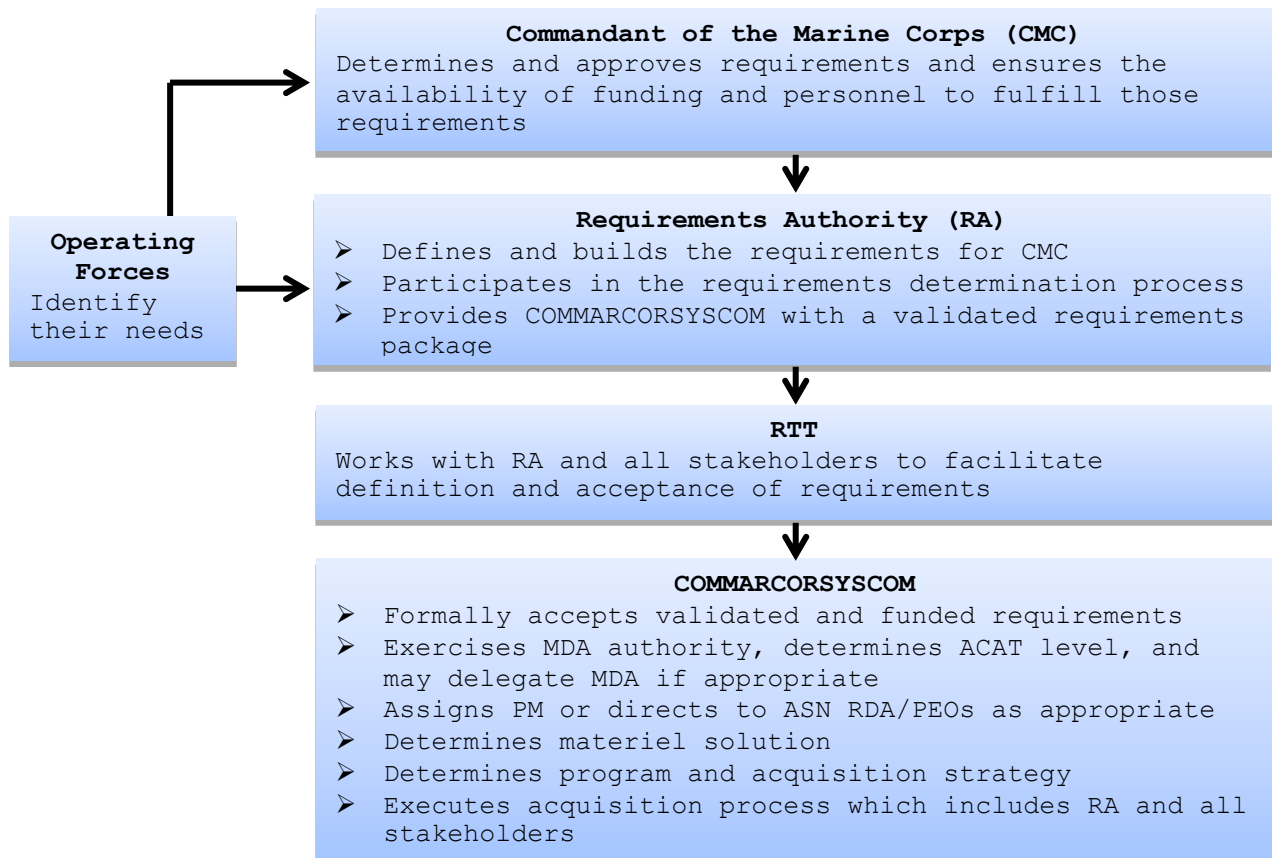 Commandant of the Marine Corps (CMC)
Determines and approves requirements and ensures the
availability of funding and personnel to fulfill those
requirements
Operating
Forces
Identify
their needs
Requirements Authority (RA)
➢ Defines and builds the requirements for CMC
➢ Participates in the requirements determination process
➢ Provides COMMARCORSYSCOM with a validated requirements
package
RTT
Works with RA and all stakeholders to facilitate
definition and acceptance of requirements
COMMARCORSYSCOM
➢ Formally accepts validated and funded requirements
➢ Exercises MDA authority, determines ACAT level, and
may delegate MDA if appropriate
➢ Assigns PM or directs to ASN RDA/PEOs as appropriate
➢ Determines materiel solution
➢ Determines program and acquisition strategy
➢ Executes acquisition process which includes RA and all
stakeholders